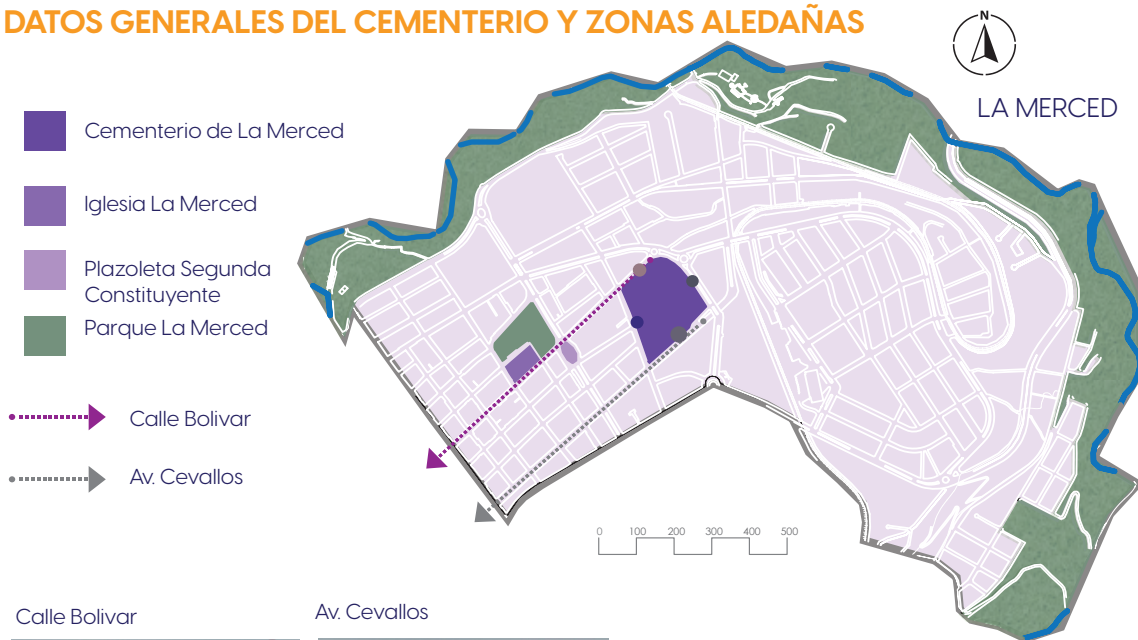 DATOS GENERALES DEL CEMENTERIO Y ZONAS ALEDAÑAS
N
LA MERCED
Cementerio de La Merced
Iglesia La Merced
Plazoleta Segunda
Constituyente
Parque La Merced
Calle Bolivar
Av. Cevallos
0 100 200 300 400 500
Calle Bolivar
Av. Cevallos